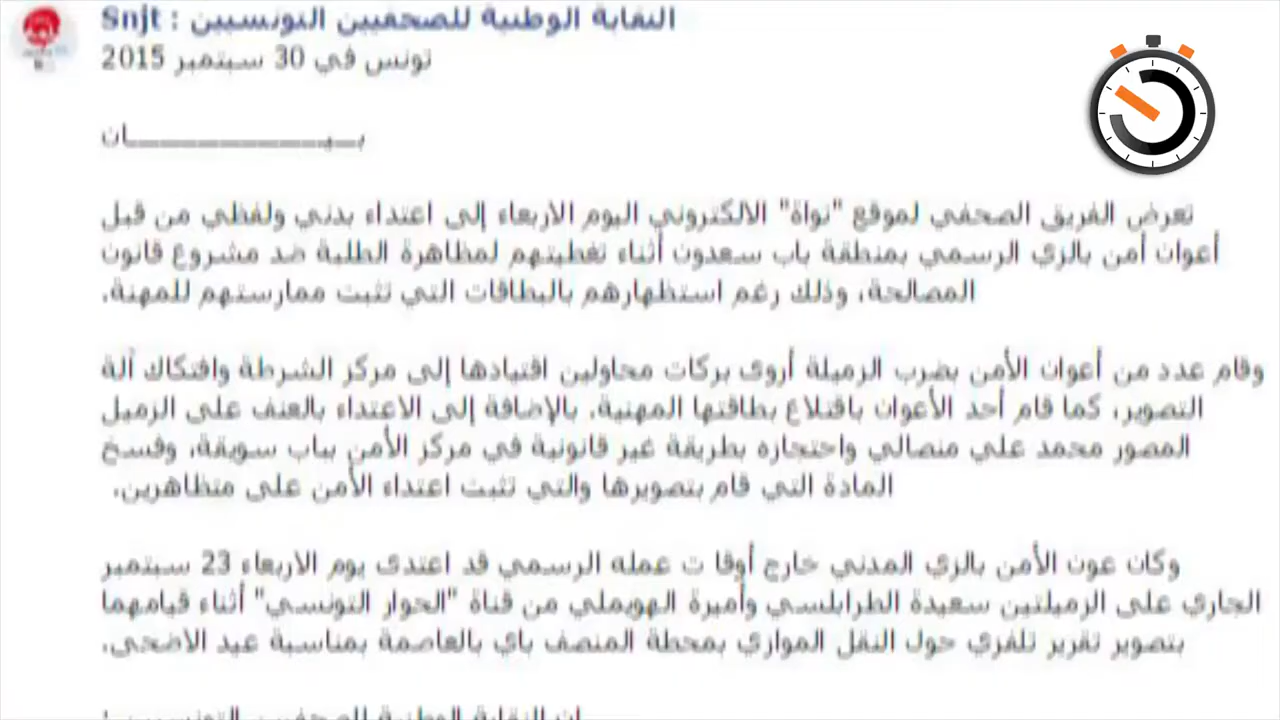 النقابة الوطنية للصحفيين التونسيين : Snjt
تونس في 30 سبتمبر 2015
بـــيـــــــــــــــــــــان
تعرض الفريق الصحفي لموقع "نواة" الالكتروني اليوم الاربعاء إلى اعتداء بدني ولفظي من قبل
أعوان أمن بالزي الرسمي بمنطقة باب سعدون أثناء تغطيتهم لمظاهرة الطلبة ضد مشروع قانون
المصالحة، وذلك رغم استظهارهم بالبطاقات التي تثبت ممارستهم للمهنة.
وقام عدد من أعوان الأمن بضرب الزميلة أروى بركات محاولين اقتيادها إلى مركز الشرطة وافتكاك آلة
التصوير، كما قام أحد الأعوان باقتلاع بطاقتها المهنية. بالإضافة إلى الاعتداء بالعنف على الزميل
المصور محمد علي منصالي واحتجازه بطريقة غير قانونية في مركز الأمن بباب سويقة، وفسخ
المادة التي قام بتصويرها والتي تثبت اعتداء الأمن على متظاهرين.
وكان عون الأمن بالزي المدني خارج أوقا ت عمله الرسمي قد اعتدى يوم الاربعاء 23 سبتمبر
الجاري على الزميلتين سعيدة الطرابلسي وأميرة الهويملي من قناة "الحوار التونسي" أثناء قيامهما
بتصوير تقرير تلفزي حول النقل الموازي بمحطة المنصف باي بالعاصمة بمناسبة عيد الاضحى.
إن النقابة الوطنية للصحفيين التونسيين :